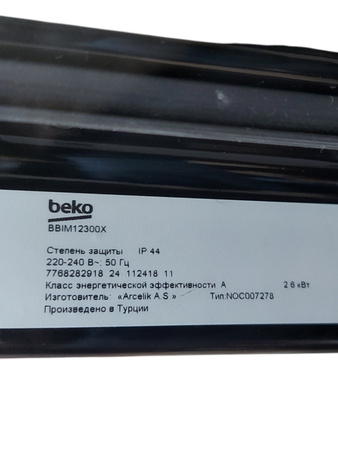 beko
BBIM12300X
Степень защиты IP 44
220-240 В~: 50 Гц
7768282918 24 112418 11
Класс энергетической эффективности А 2 6 кВт
Изготовитель: «Arcelik A.S.» Тип:NOC007278
Произведено в Турции